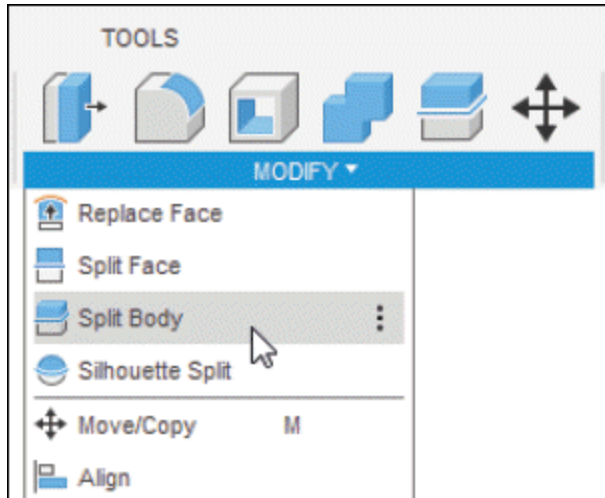 TOOLS
MODIFY ▾
Replace Face
Split Face
Split Body
Silhouette Split
Move/Copy M
Align